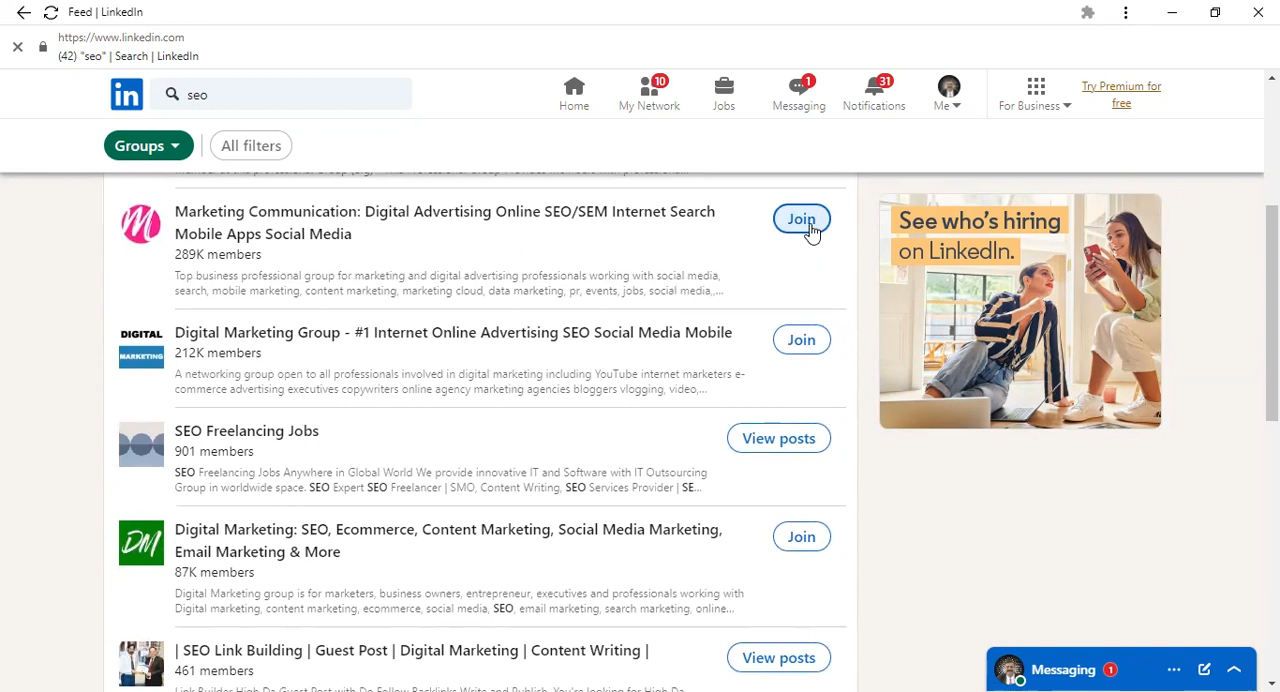 Feed | LinkedIn
https://www.linkedin.com
(42) "seo" | Search | LinkedIn
in
seo
Home
10
My Network
Jobs
1
Messaging
31
Notifications
Me
For Business
Try Premium for
free
Groups
All filters
Marketing Communication: Digital Advertising Online SEO/SEM Internet Search
Mobile Apps Social Media
289K members
Top business professional group for marketing and digital advertising professionals working with social media,
search, mobile marketing, content marketing, marketing cloud, data marketing, pr, events, jobs, social media,...
Join
DIGITAL
MARKETING
Digital Marketing Group - #1 Internet Online Advertising SEO Social Media Mobile
212K members
A networking group open to all professionals involved in digital marketing including YouTube internet marketers e-
commerce advertising executives copywriters online agency marketing agencies bloggers vlogging, video,...
Join
SEO Freelancing Jobs
901 members
SEO Freelancing Jobs Anywhere in Global World We provide innovative IT and Software with IT Outsourcing
Group in worldwide space. SEO Expert SEO Freelancer | SMO, Content Writing, SEO Services Provider | SE...
View posts
DM
Digital Marketing: SEO, Ecommerce, Content Marketing, Social Media Marketing,
Email Marketing & More
87K members
Digital Marketing group is for marketers, business owners, entrepreneur, executives and professionals working with
Digital marketing, content marketing, ecommerce, social media, SEO, email marketing, search marketing, online...
Join
| SEO Link Building | Guest Post | Digital Marketing | Content Writing |
461 members
View posts
See who's hiring
on LinkedIn.
Messaging 1